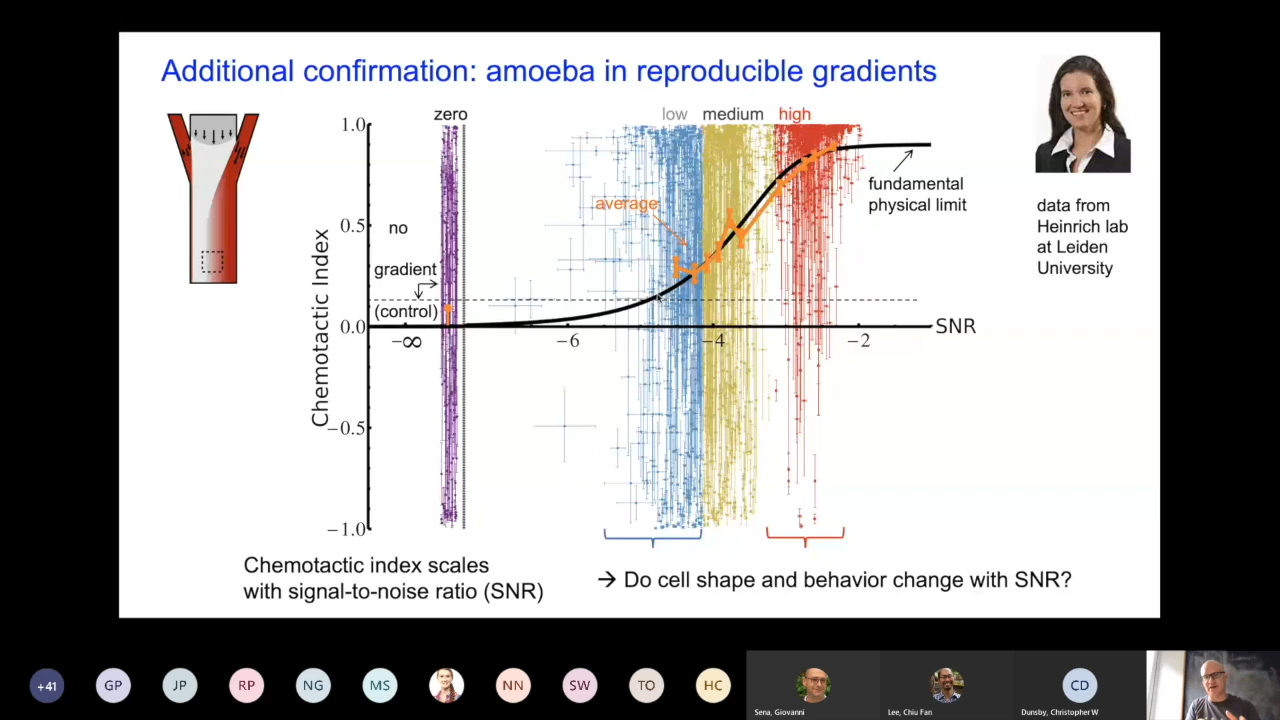 Additional confirmation: amoeba in reproducible gradients
zero
low medium high
1.0
0.5
0.0
−0.5
−1.0
Chemotactic Index
no
gradient
(control)
average
fundamental
physical limit
−∞ −6 −4 −2
SNR
data from
Heinrich lab
at Leiden
University
Chemotactic index scales
with signal-to-noise ratio (SNR)
→ Do cell shape and behavior change with SNR?
+41 GP JP RP NG MS NN SW TO HC CD
Sena, Giovanni
Lee, Chiu Fan
Dunsby, Christopher W